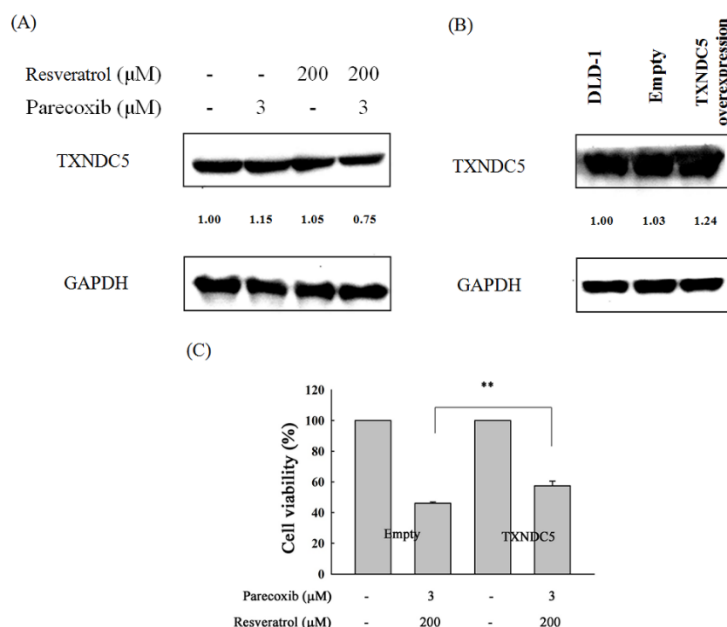 (A)
Resveratrol (μM) - - 200 200
Parecoxib (μM) - 3 - 3
TXNDC5
1.00 1.15 1.05 0.75
GAPDH
(B)
DLD-1
Empty
TXNDC5
overexpression
TXNDC5
1.00 1.03 1.24
GAPDH
(C)
Cell viability (%)
120
100
80
60
40
20
0
**
Empty
TXNDC5
Parecoxib (μM) - 3 - 3
Resveratrol (μM) - 200 - 200